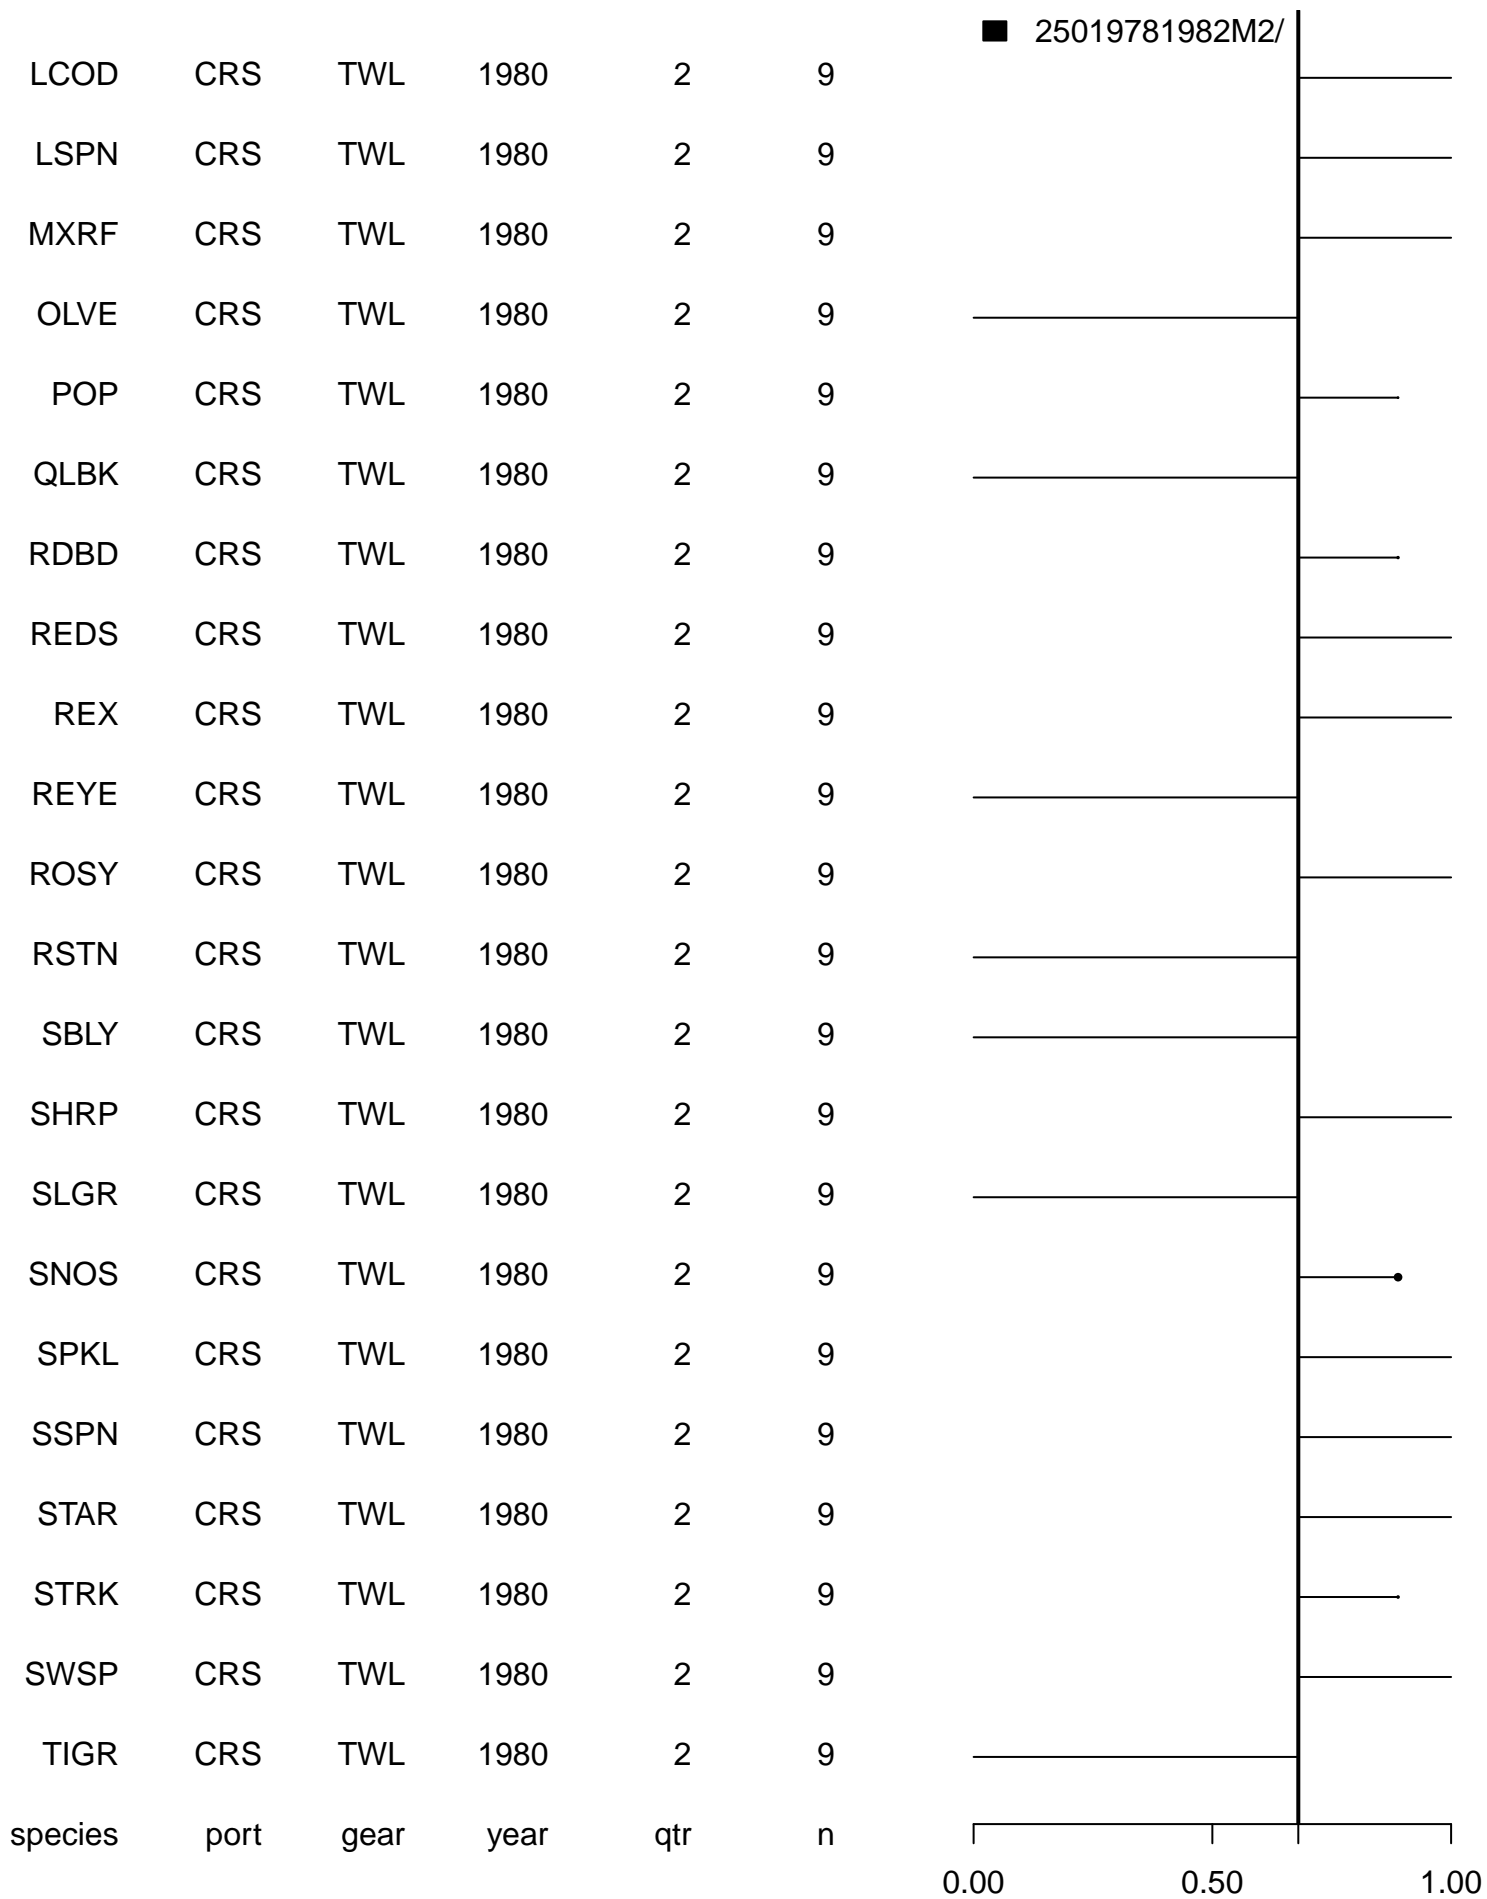 25019781982M2/
LCOD CRS TWL 1980 2 9
LSPN CRS TWL 1980 2 9
MXRF CRS TWL 1980 2 9
OLVE CRS TWL 1980 2 9
POP CRS TWL 1980 2 9
QLBK CRS TWL 1980 2 9
RDBD CRS TWL 1980 2 9
REDS CRS TWL 1980 2 9
REX CRS TWL 1980 2 9
REYE CRS TWL 1980 2 9
ROSY CRS TWL 1980 2 9
RSTN CRS TWL 1980 2 9
SBLY CRS TWL 1980 2 9
SHRP CRS TWL 1980 2 9
SLGR CRS TWL 1980 2 9
SNOS CRS TWL 1980 2 9
SPKL CRS TWL 1980 2 9
SSPN CRS TWL 1980 2 9
STAR CRS TWL 1980 2 9
STRK CRS TWL 1980 2 9
SWSP CRS TWL 1980 2 9
TIGR CRS TWL 1980 2 9
species port gear year qtr n
0.00 0.50 1.00